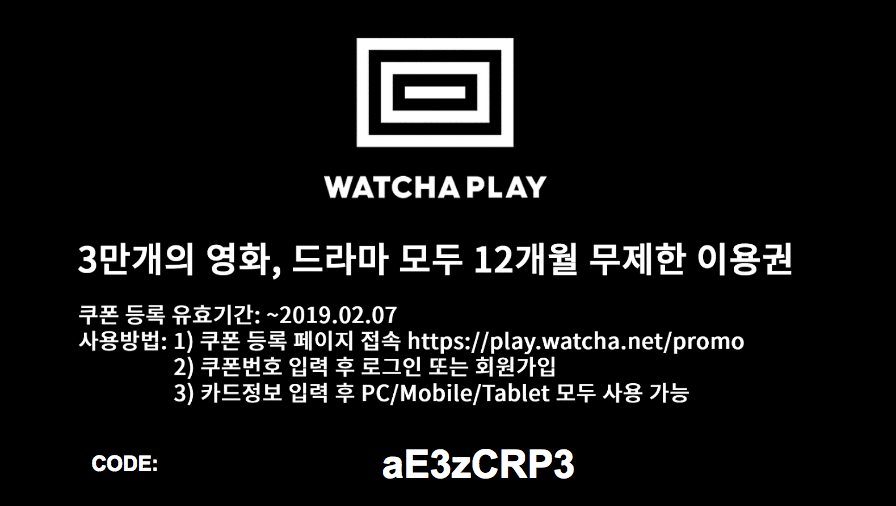 WATCHA PLAY
3만개의 영화, 드라마 모두 12개월 무제한 이용권
쿠폰 등록 유효기간: ~2019.02.07
사용방법: 1) 쿠폰 등록 페이지 접속 https://play.watcha.net/promo
2) 쿠폰번호 입력 후 로그인 또는 회원가입
3) 카드정보 입력 후 PC/Mobile/Tablet 모두 사용 가능
CODE: aE3zCRP3